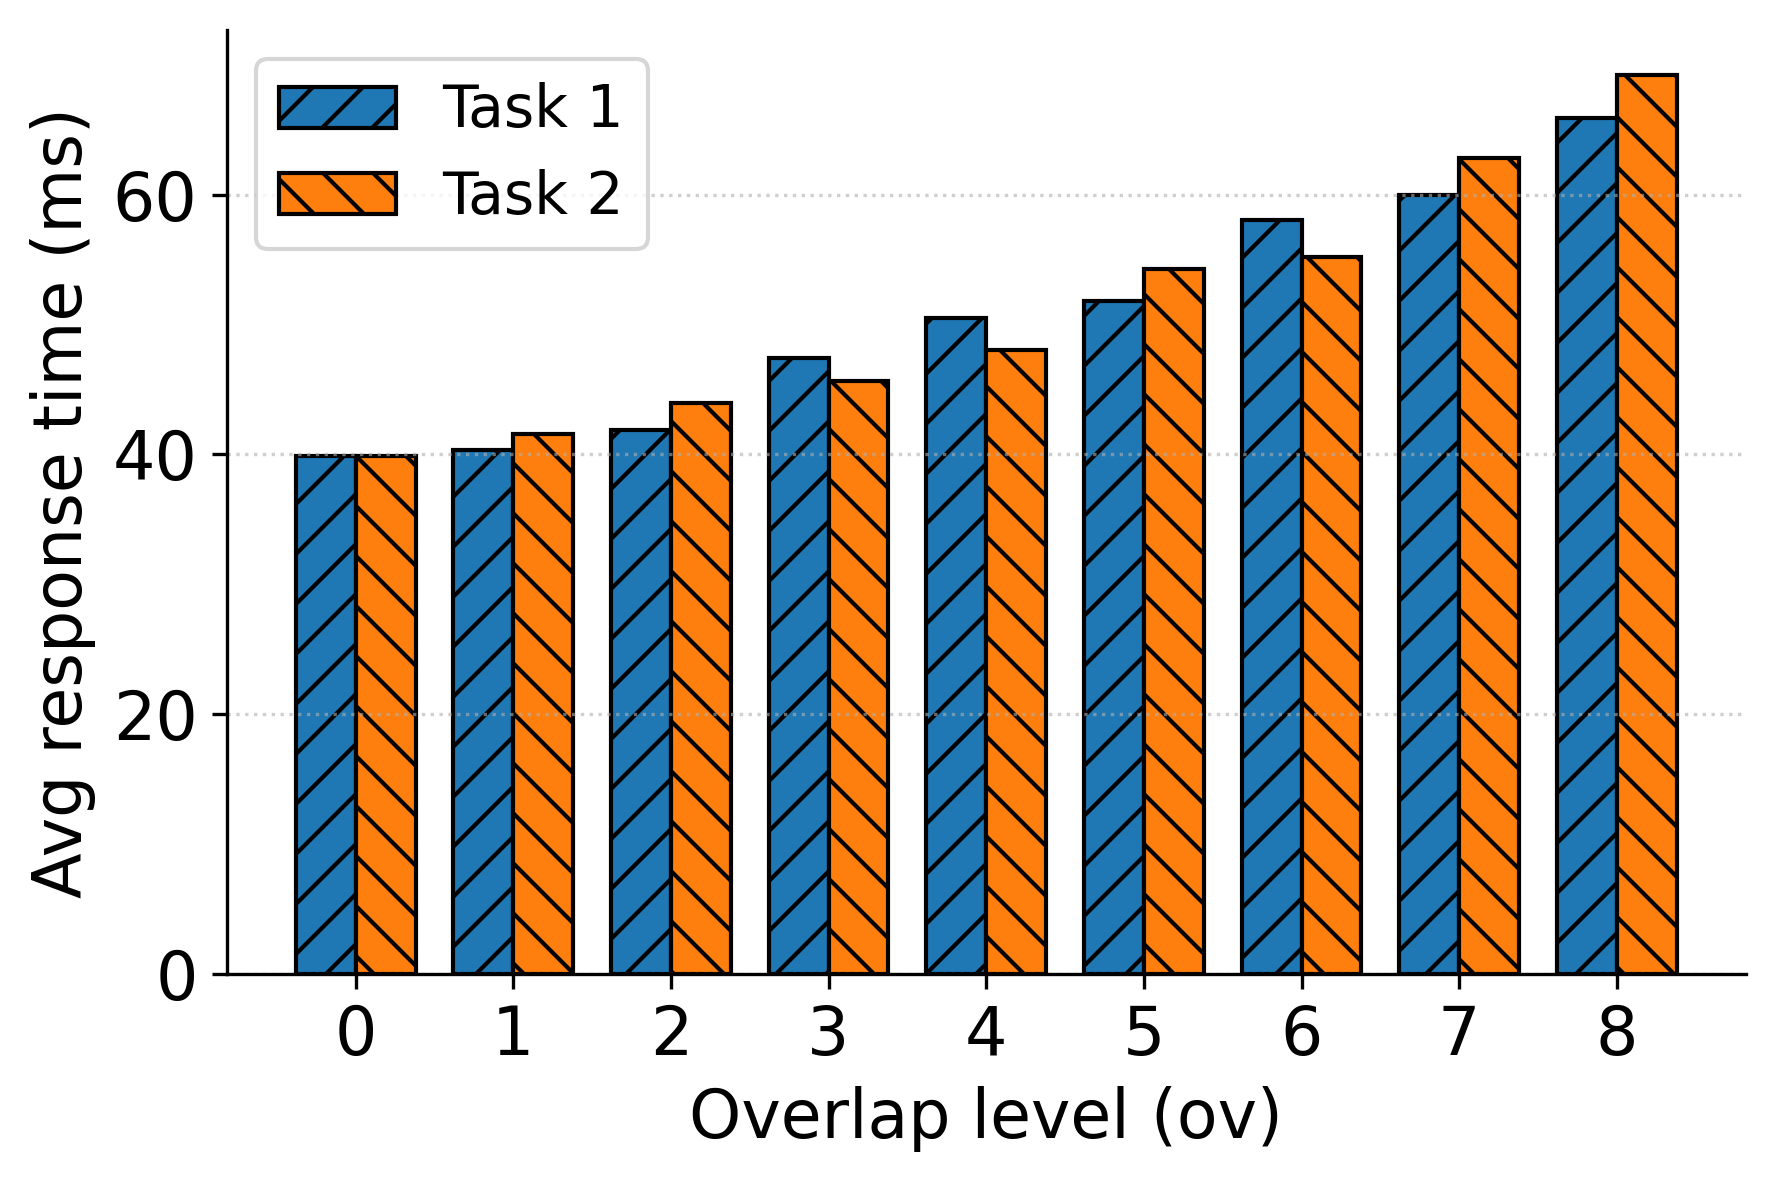 Avg response time (ms)
60
40
20
0
Task 1
Task 2
0 1 2 3 4 5 6 7 8
Overlap level (ov)